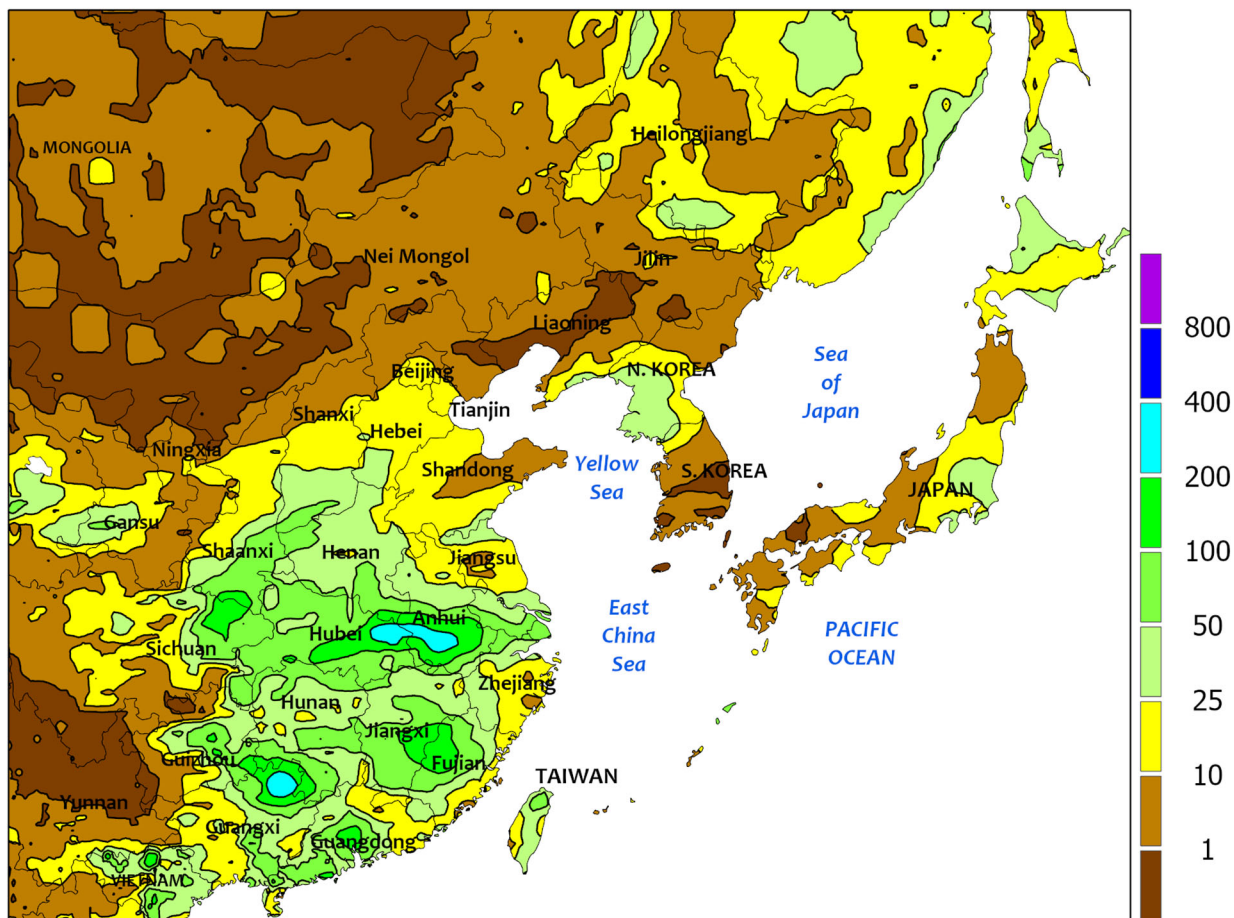 MONGOLIA
Heilongjiang
Nei Mongol
Jilin
Liaoning
Beijing
N. KOREA
Tianjin
Shanxi
Hebei
Ningxia
Shandong
S. KOREA
Gansu
Shaanxi
Henan
Jiangsu
JAPAN
Sea
of
Japan
Yellow
Sea
East
China
Sea
PACIFIC
OCEAN
Hubei
Anhui
Sichuan
Zhejiang
Hunan
Jiangxi
Guizhou
Fujian
TAIWAN
Yunnan
Guangxi
Guangdong
VIETNAM
800
400
200
100
50
25
10
1